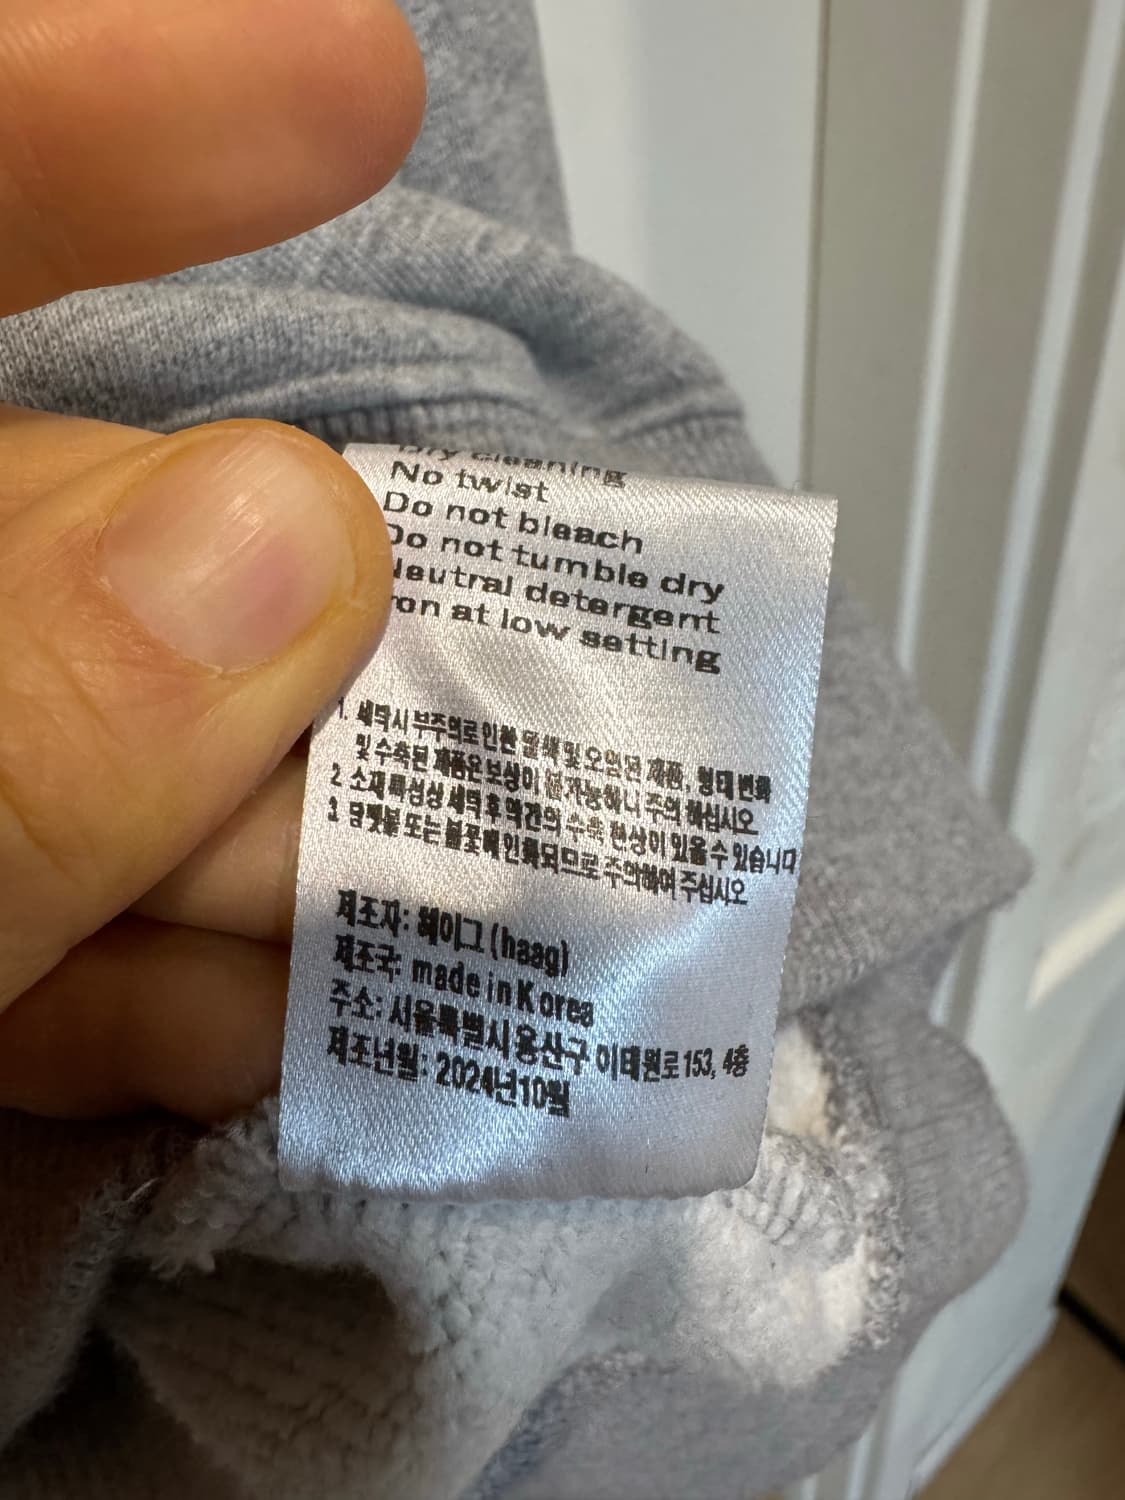 Dry cleaning
No twist
Do not bleach
Do not tumble dry
Neutral detergent
Iron at low setting
1. 세탁시 부주의로 인한 탈색 및 오염된 제품, 형태 변화
및 수축된 제품은 보상이 불가능하니 주의 하십시오
2. 소재 특성상 세탁 후 약간의 수축 현상이 있을 수 있습니다
3. 담뱃불 또는 불꽃에 인화되므로 주의하여 주십시오
제조자: 헤이그 (haag)
제조국: made in Korea
주소: 서울특별시 용산구 이태원로 153, 4층
제조년월: 2024년10월